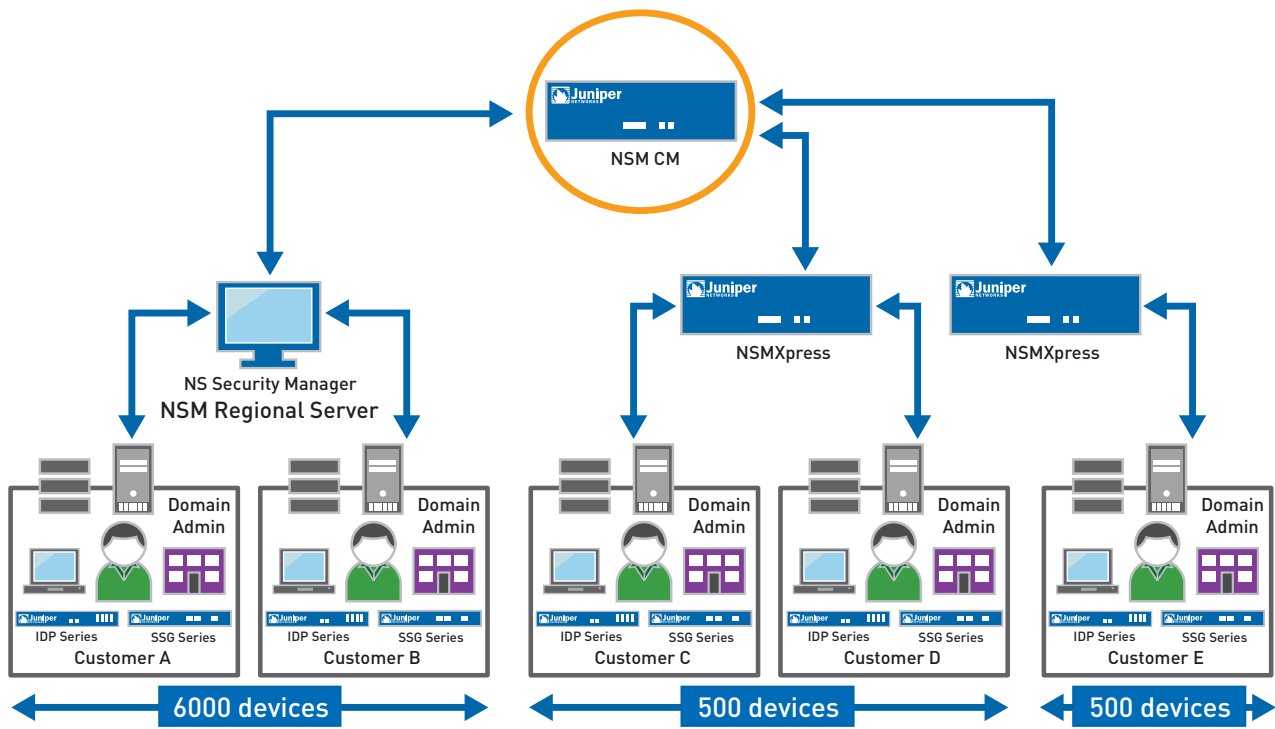 Juniper
NETWORKS
NSM CM
Juniper
NETWORKS
NSMXpress
Juniper
NETWORKS
NSMXpress
NS Security Manager
NSM Regional Server
Domain
Admin
Juniper
Juniper
IDP Series
SSG Series
Customer A
Domain
Admin
Juniper
Juniper
IDP Series
SSG Series
Customer B
Domain
Admin
Juniper
Juniper
IDP Series
SSG Series
Customer C
Domain
Admin
Juniper
Juniper
IDP Series
SSG Series
Customer D
Domain
Admin
Juniper
Juniper
IDP Series
SSG Series
Customer E
6000 devices
500 devices
500 devices